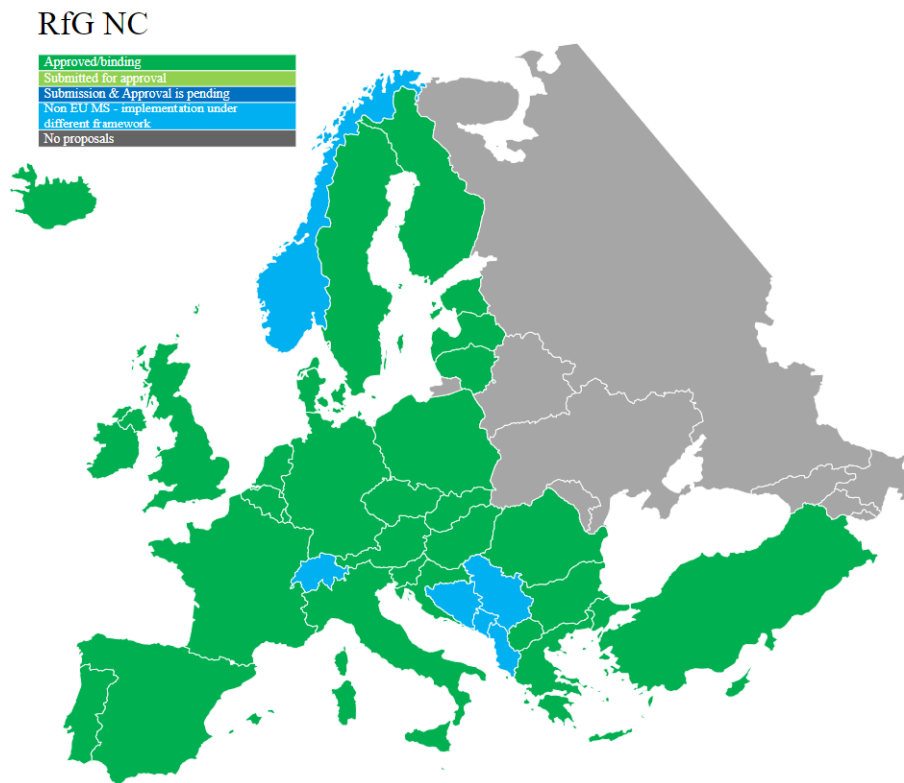 RfG NC
Approved/binding
Submitted for approval
Submission & Approval is pending
Non EU MS - implementation under
different framework
No proposals